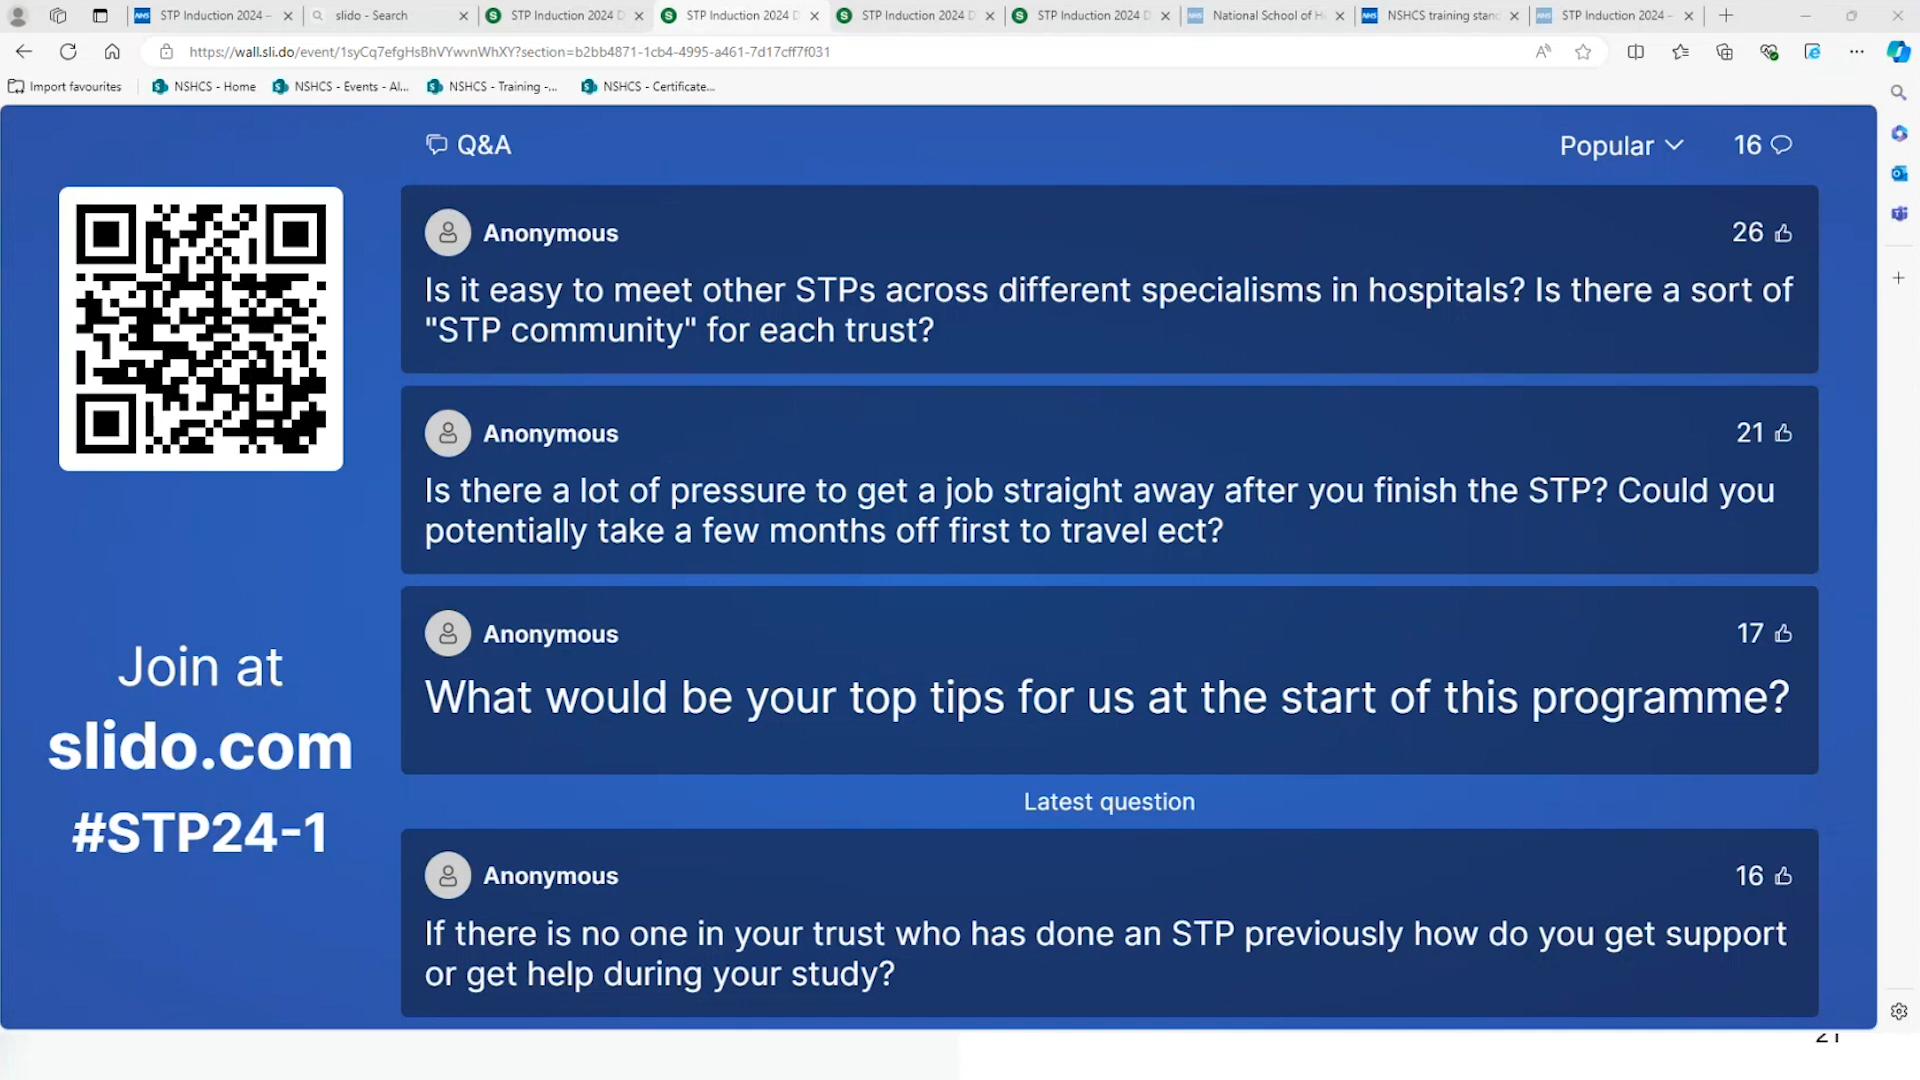 STP Induction 2024 –
slido - Search
STP Induction 2024 D
STP Induction 2024 D
STP Induction 2024 D
STP Induction 2024 D
National School of H
NSHCS training stan
STP Induction 2024 –
https://wall.sli.do/event/1syCq7efgHsBhVYwvnWhXY?section=b2bb4871-1cb4-4995-a461-7d17cff7f031
Import favourites
NSHCS - Home
NSHCS - Events - Al...
NSHCS - Training -...
NSHCS - Certificate...
Q&A
Popular
16
Anonymous
26
Is it easy to meet other STPs across different specialisms in hospitals? Is there a sort of
"STP community" for each trust?
Anonymous
21
Is there a lot of pressure to get a job straight away after you finish the STP? Could you
potentially take a few months off first to travel ect?
Anonymous
17
What would be your top tips for us at the start of this programme?
Latest question
Anonymous
16
If there is no one in your trust who has done an STP previously how do you get support
or get help during your study?
Join at
slido.com
#STP24-1
21